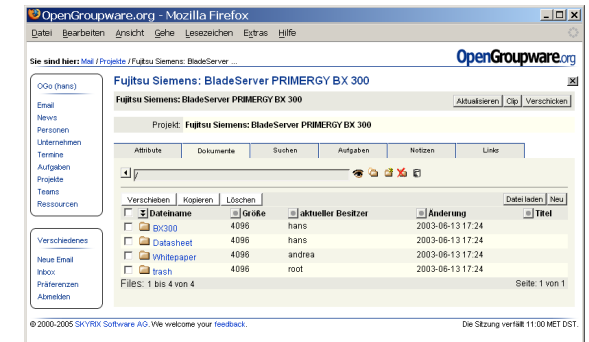 OpenGroupware.org - Mozilla Firefox
Datei Bearbeiten Ansicht Gehe Lesezeichen Extras Hilfe
OpenGroupware.org
Sie sind hier: Mail / Projekte / Fujitsu Siemens: BladeServer ...
OGo (hans)
Email
News
Personen
Unternehmen
Termine
Aufgaben
Projekte
Teams
Ressourcen
Verschiedenes
Neue Email
Inbox
Präferenzen
Abmelden
Fujitsu Siemens: BladeServer PRIMERGY BX 300
Fujitsu Siemens: BladeServer PRIMERGY BX 300
Aktualisieren Clip Verschicken
Projekt: Fujitsu Siemens: BladeServer PRIMERGY BX 300
Attribute Dokumente Suchen Aufgaben Notizen Links
/
Verschieben Kopieren Löschen Datei laden Neu
Dateiname Größe aktueller Besitzer Änderung Titel
BX300 4096 hans 2003-06-13 17:24
Datasheet 4096 hans 2003-06-13 17:24
Whitepaper 4096 andrea 2003-06-13 17:24
trash 4096 root 2003-06-13 17:24
Files: 1 bis 4 von 4 Seite: 1 von 1
© 2000-2005 SKYRIX Software AG. We welcome your feedback. Die Sitzung verfällt 11:00 MET DST.